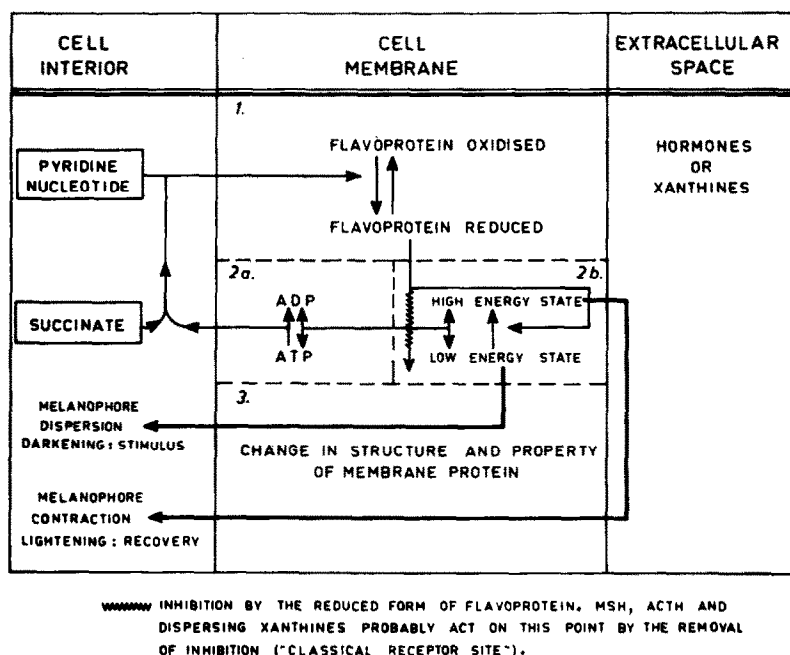 CELL
INTERIOR
CELL
MEMBRANE
EXTRACELLULAR
SPACE
1.
FLAVOPROTEIN OXIDISED
HORMONES
OR
XANTHINES
PYRIDINE
NUCLEOTIDE
FLAVOPROTEIN REDUCED
2a.
2b.
ADP
HIGH ENERGY STATE
SUCCINATE
ATP
LOW ENERGY STATE
3.
MELANOPHORE
DISPERSION
DARKENING: STIMULUS
CHANGE IN STRUCTURE AND PROPERTY
OF MEMBRANE PROTEIN
MELANOPHORE
CONTRACTION
LIGHTENING: RECOVERY
INHIBITION BY THE REDUCED FORM OF FLAVOPROTEIN. MSH, ACTH AND
DISPERSING XANTHINES PROBABLY ACT ON THIS POINT BY THE REMOVAL
OF INHIBITION ("CLASSICAL RECEPTOR SITE").